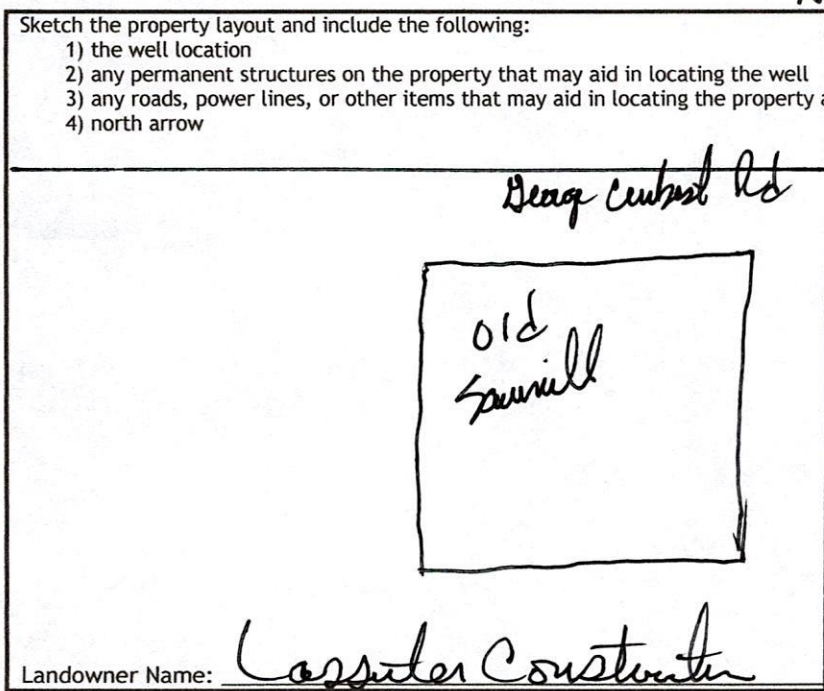 Sketch the property layout and include the following:
1) the well location
2) any permanent structures on the property that may aid in locating the well
3) any roads, power lines, or other items that may aid in locating the property
4) north arrow
George Rd
old
Sawmill
Landowner Name: